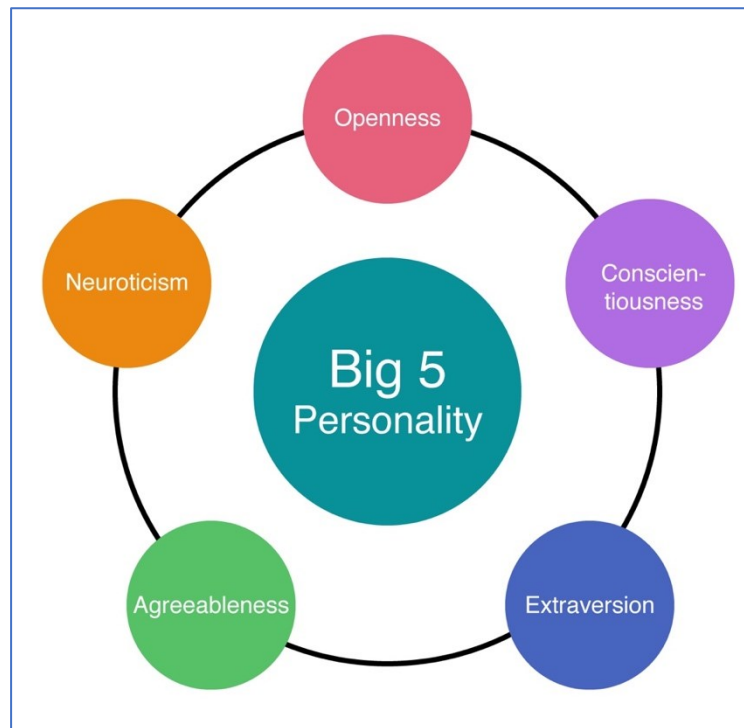 Openness
Neuroticism
Conscien-
tiousness
Big 5
Personality
Agreeableness
Extraversion